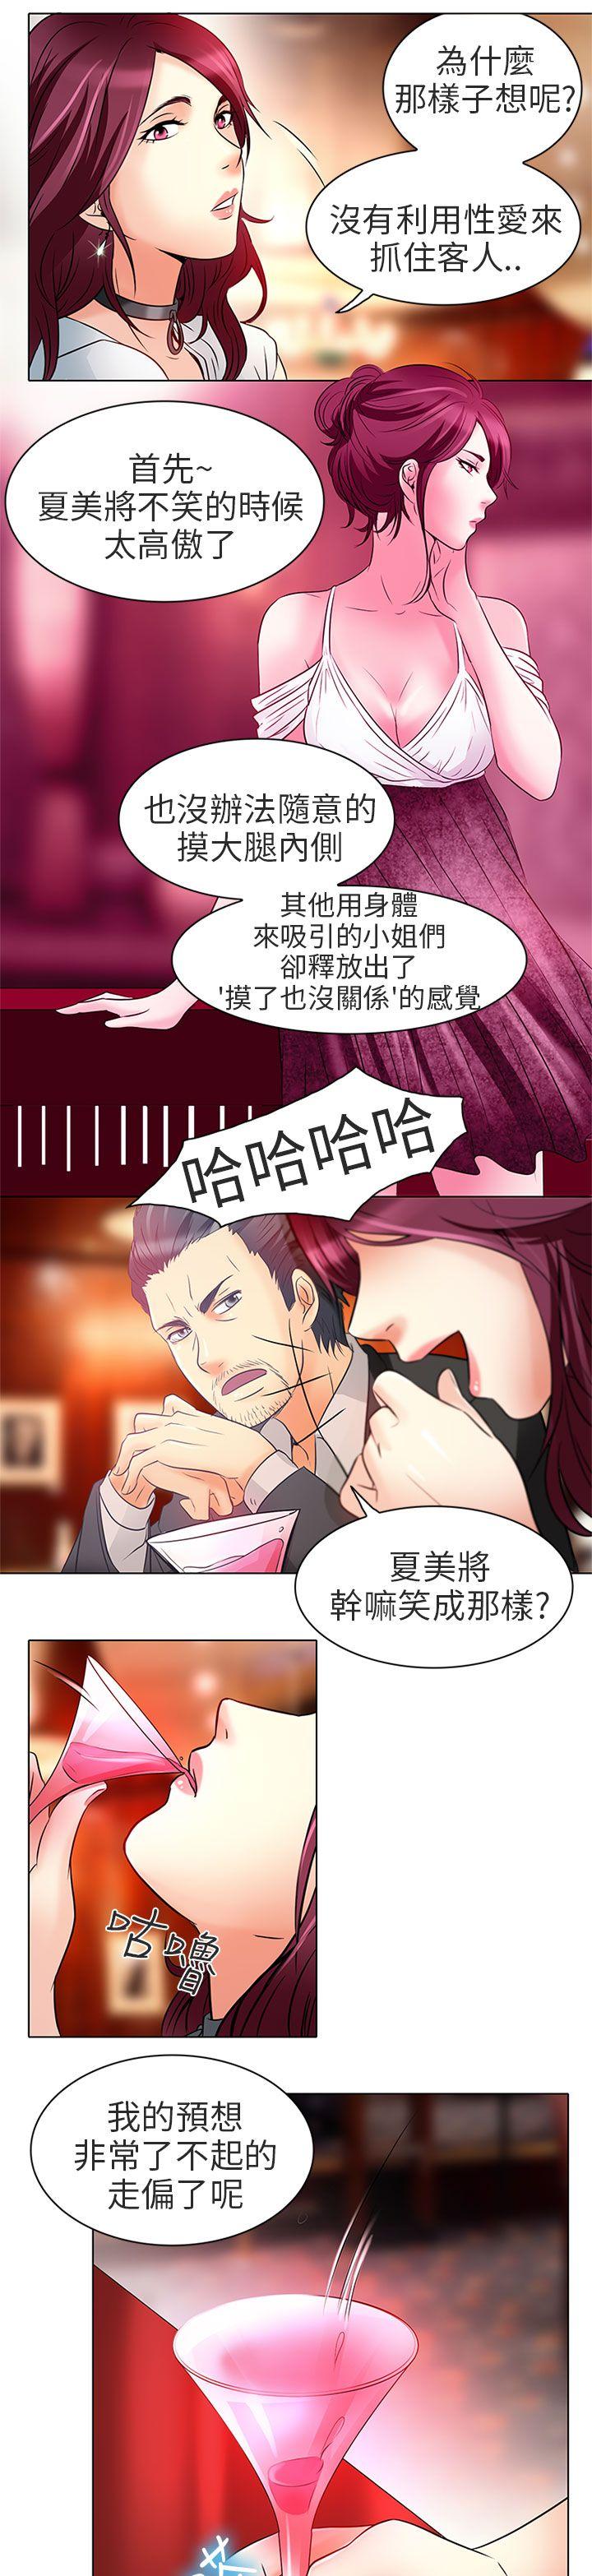 為什麼
那樣子想呢?
沒有利用性愛來
抓住客人..
首先~
夏美將不笑的時候
太高傲了
也沒辦法隨意的
摸大腿內側
其他用身體
來吸引的小姐們
卻釋放出了
'摸了也沒關係'的感覺
哈哈哈哈
夏美將
幹嘛笑成那樣?
咕嚕
我的預想
非常了不起的
走偏了呢